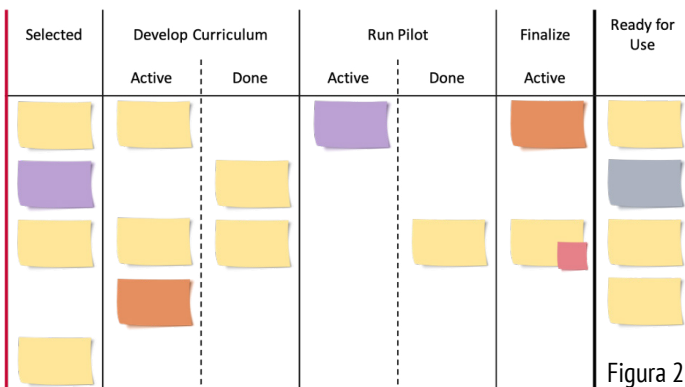 Selected
Develop Curriculum
Run Pilot
Finalize
Ready for
Use
Active
Done
Active
Done
Active
Figura 2